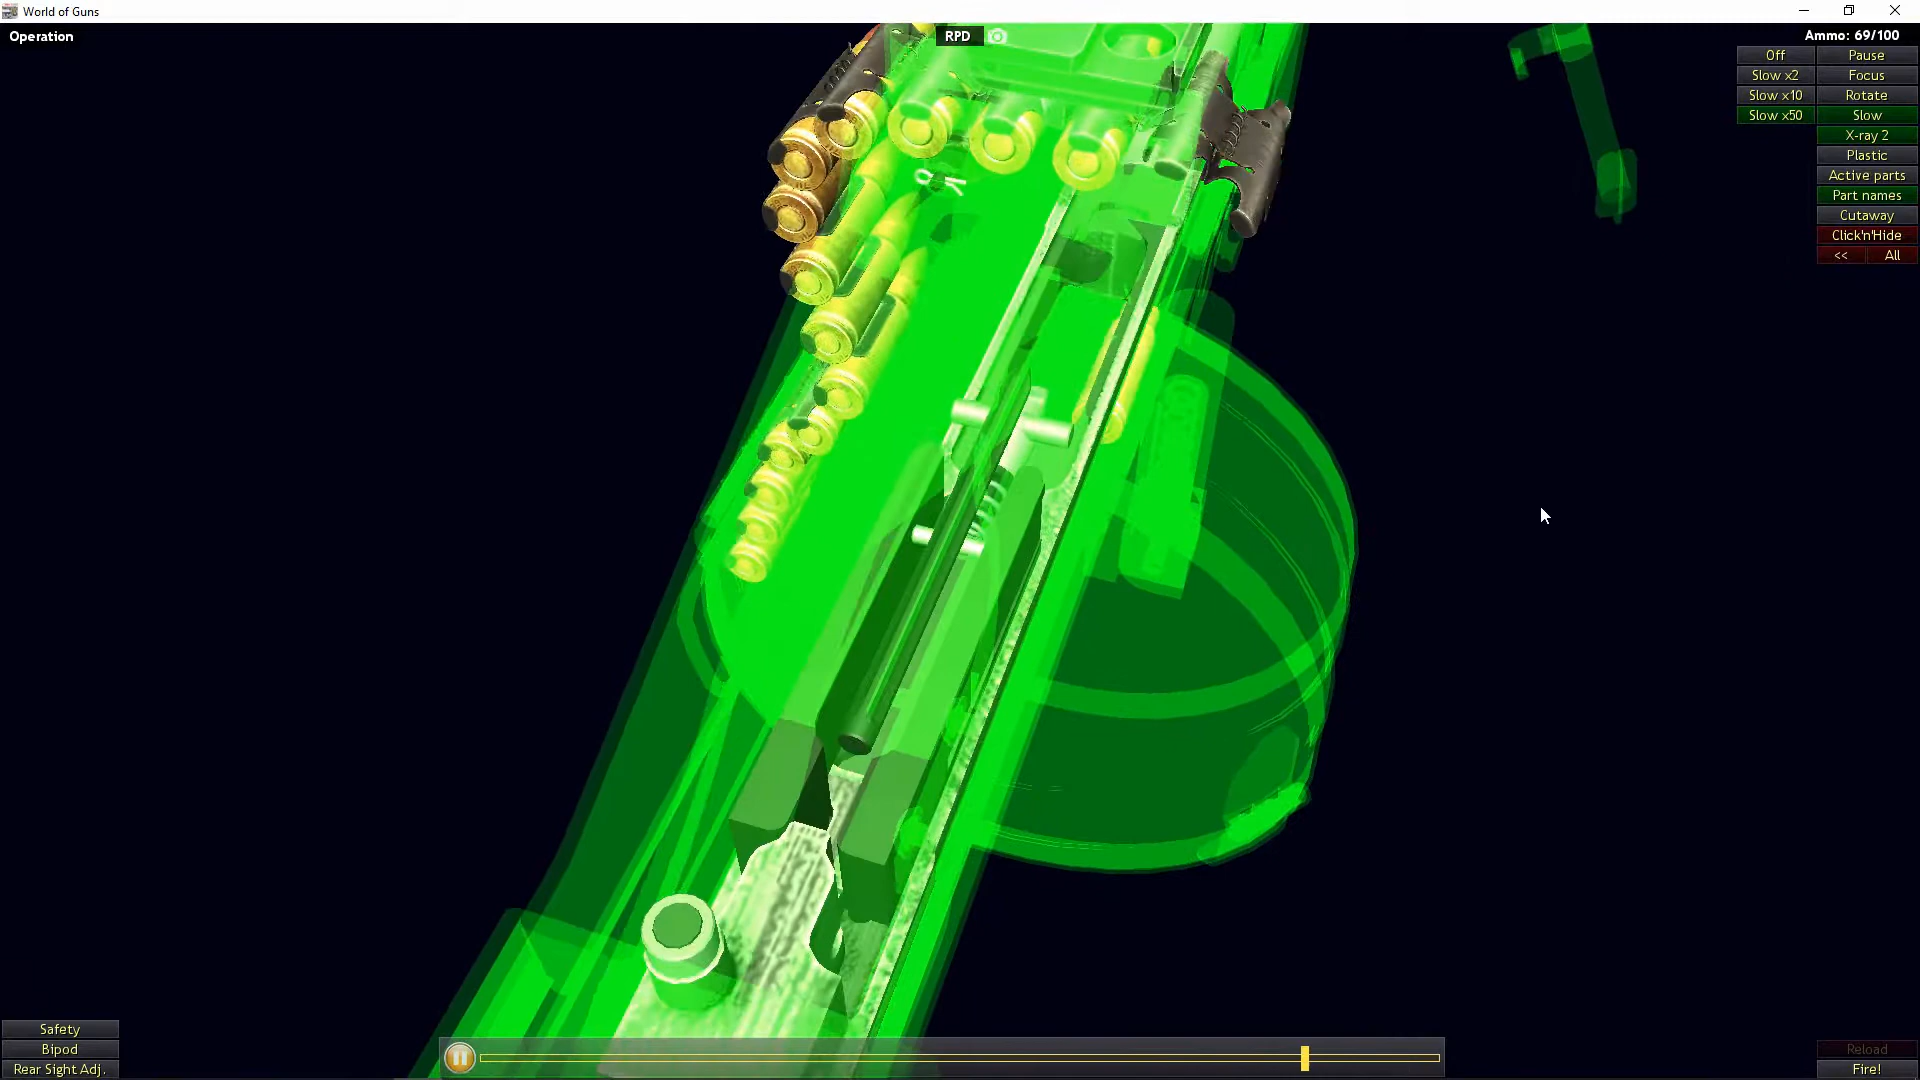 World of Guns
Operation
RPD
Ammo: 69/100
Off
Pause
Slow x2
Focus
Slow x10
Rotate
Slow x50
Slow
X-ray 2
Plastic
Active parts
Part names
Cutaway
Click'n'Hide
<<
All
Safety
Bipod
Rear Sight Adj.
Reload
Fire!